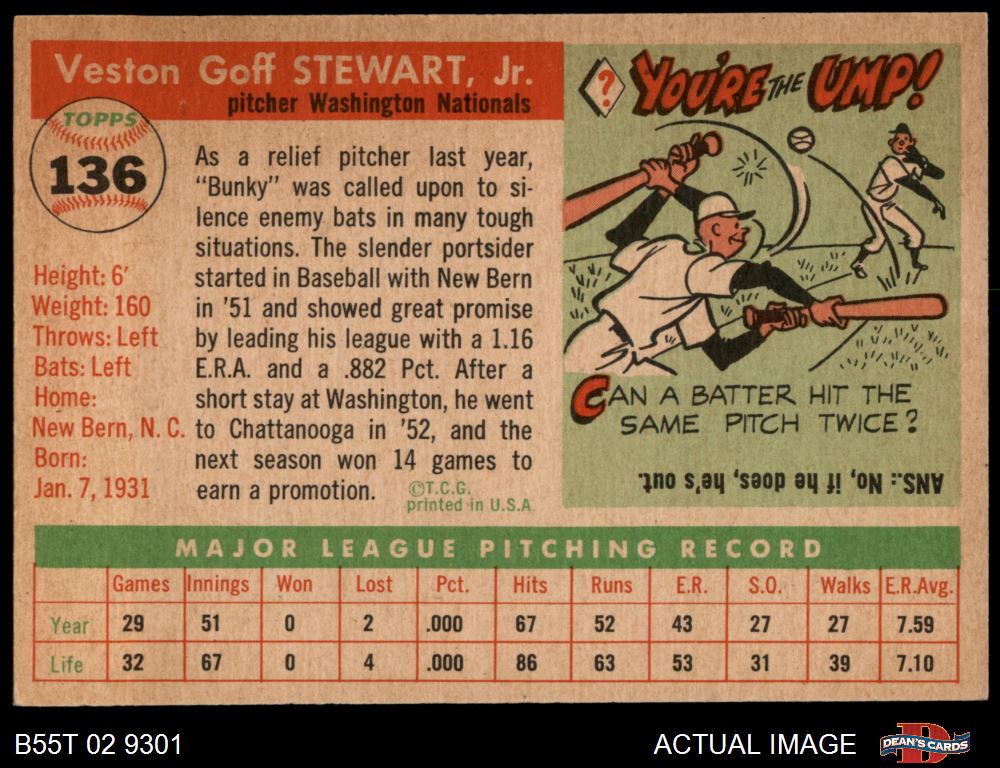 Veston Goff STEWART, Jr.
pitcher Washington Nationals
TOPPS
136
Height: 6'
Weight: 160
Throws: Left
Bats: Left
Home:
New Bern, N. C.
Born:
Jan. 7, 1931
As a relief pitcher last year,
“Bunky” was called upon to si-
lence enemy bats in many tough
situations. The slender portsider
started in Baseball with New Bern
in '51 and showed great promise
by leading his league with a 1.16
E.R.A. and a .882 Pct. After a
short stay at Washington, he went
to Chattanooga in '52, and the
next season won 14 games to
earn a promotion.
©T.C.G.
printed in U.S.A.
? YOU'RE THE UMP!
CAN A BATTER HIT THE
SAME PITCH TWICE?
ANS.: No, if he does, he's out.
MAJOR LEAGUE PITCHING RECORD
Games Innings Won Lost Pct. Hits Runs E.R. S.O. Walks E.R.Avg.
Year 29 51 0 2 .000 67 52 43 27 27 7.59
Life 32 67 0 4 .000 86 63 53 31 39 7.10
B55T 02 9301
ACTUAL IMAGE
DEAN'S CARDS